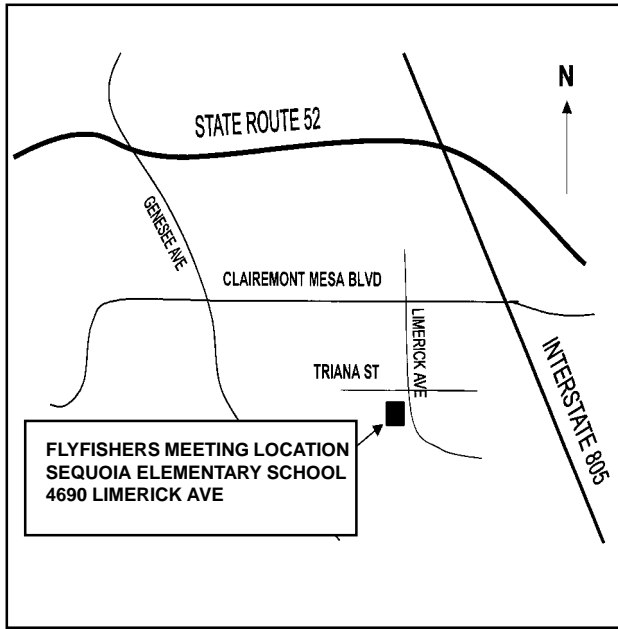 N
STATE ROUTE 52
GENESEE AVE
CLAIREMONT MESA BLVD
LIMERICK AVE
TRIANA ST
INTERSTATE 805
FLYFISHERS MEETING LOCATION
SEQUOIA ELEMENTARY SCHOOL
4690 LIMERICK AVE